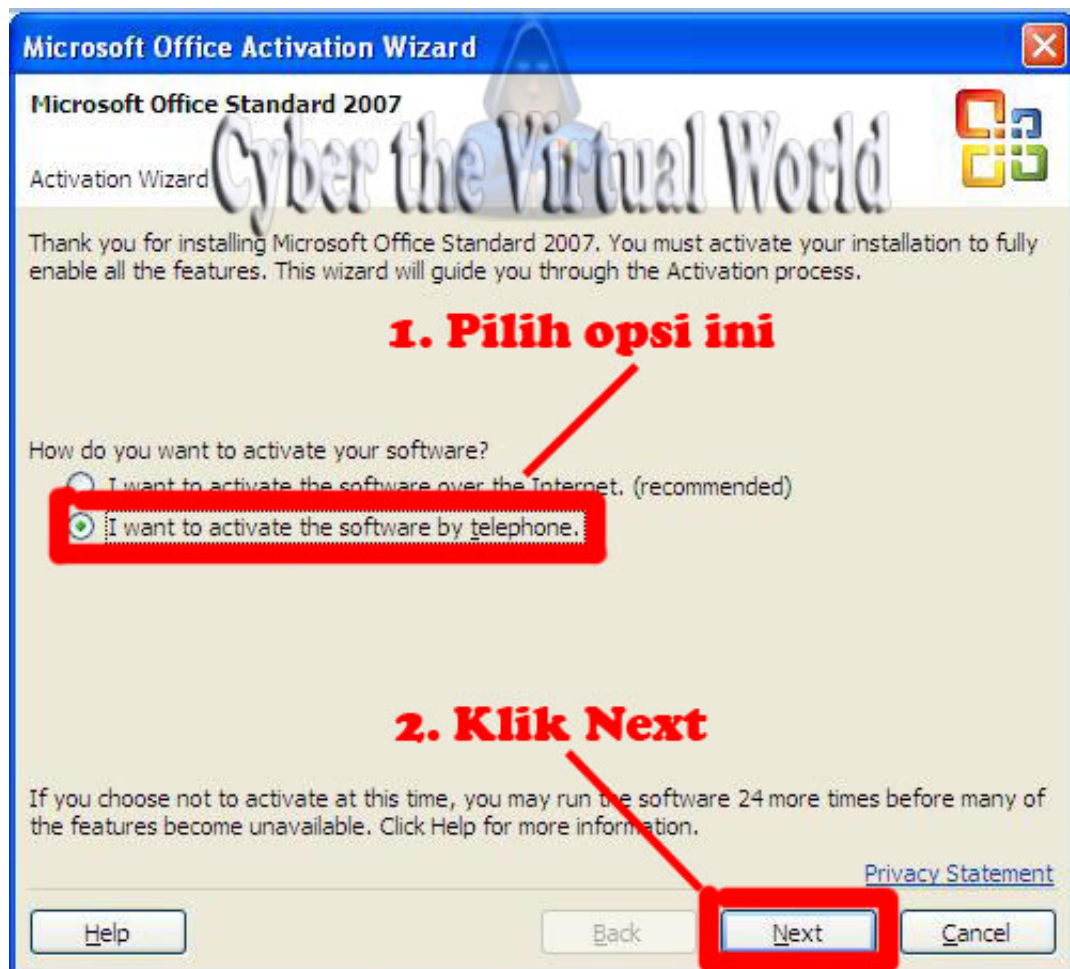 Microsoft Office Activation Wizard
Microsoft Office Standard 2007
Cyber the Virtual World
Activation Wizard
Thank you for installing Microsoft Office Standard 2007. You must activate your installation to fully
enable all the features. This wizard will guide you through the Activation process.
1. Pilih opsi ini
How do you want to activate your software?
I want to activate the software over the Internet. (recommended)
I want to activate the software by telephone.
2. Klik Next
If you choose not to activate at this time, you may run the software 24 more times before many of
the features become unavailable. Click Help for more information.
Privacy Statement
Help
Back
Next
Cancel